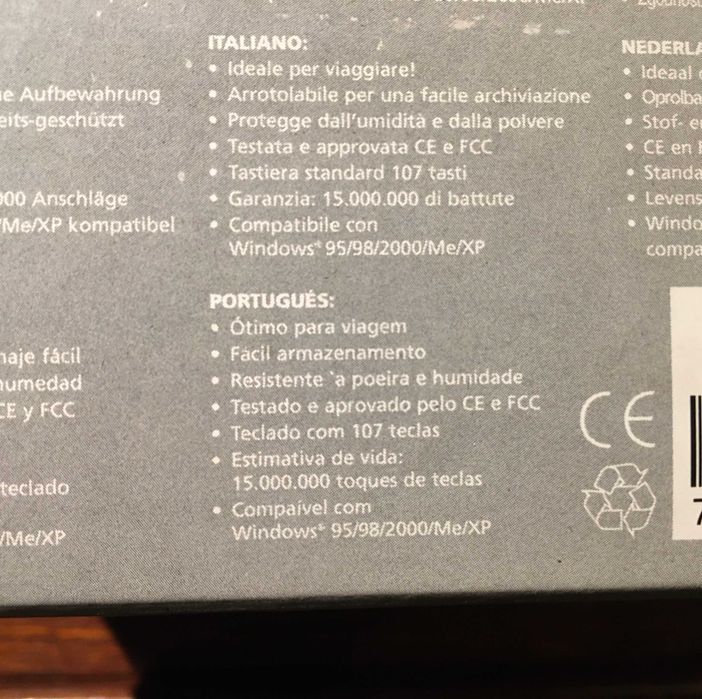 Aufbewahrung
eits-geschützt
Anschläge
/Me/XP kompatibel
fácil
humedad
CE y FCC
teclado
/Me/XP
ITALIANO:
• Ideale per viaggiare!
• Arrotolabile per una facile archiviazione
• Protegge dall'umidità e dalla polvere
• Testata e approvata CE e FCC
• Tastiera standard 107 tasti
• Garanzia: 15.000.000 di battute
• Compatibile con
Windows® 95/98/2000/Me/XP
PORTUGUÉS:
• Ótimo para viagem
• Fácil armazenamento
• Resistente `a poeira e humidade
• Testado e aprovado pelo CE e FCC
• Teclado com 107 teclas
• Estimativa de vida:
15.000.000 toques de teclas
• Compaível com
Windows® 95/98/2000/Me/XP
NEDERLA
• Ideaal
• Oprolba
• Stof- e
• CE en
• Standa
• Levens
• Windo
compa
CE
7